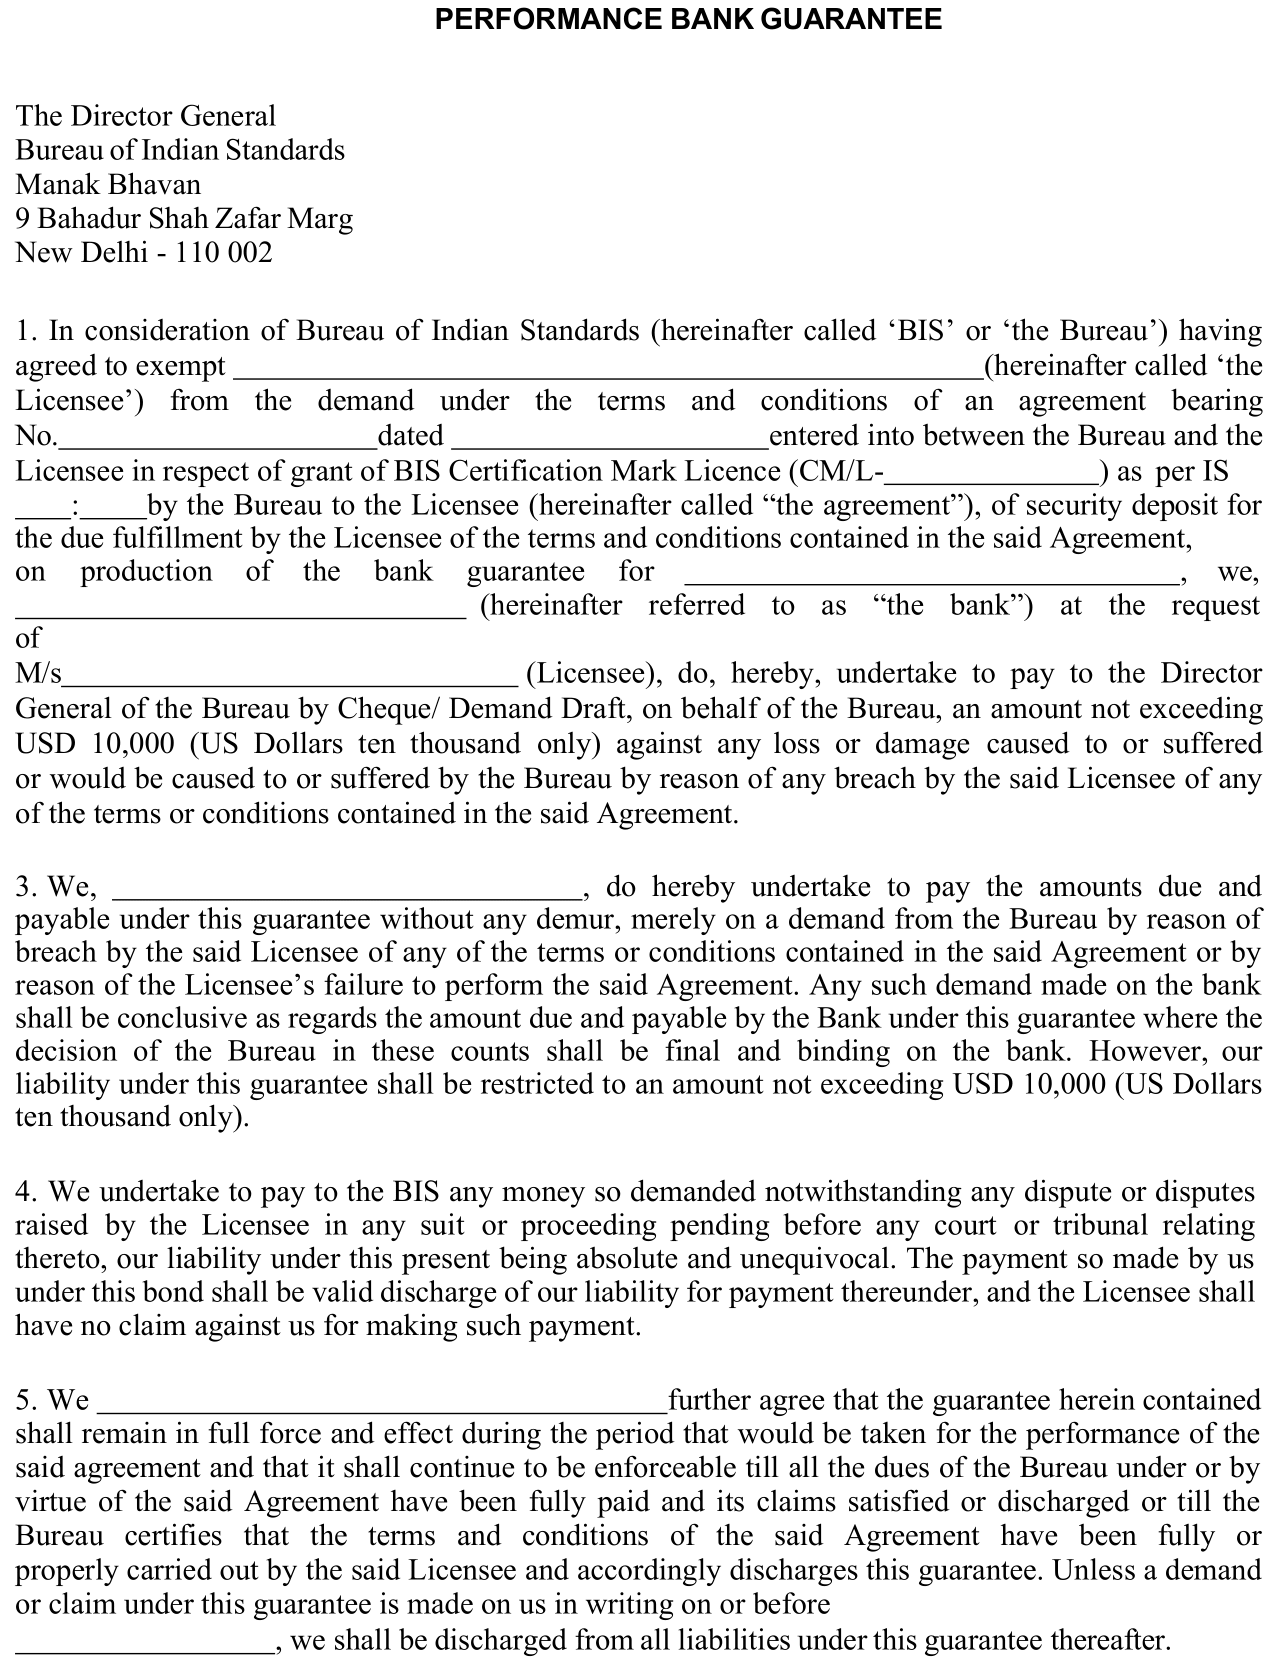 PERFORMANCE BANK GUARANTEE
The Director General
Bureau of Indian Standards
Manak Bhavan
9 Bahadur Shah Zafar Marg
New Delhi - 110 002
1. In consideration of Bureau of Indian Standards (hereinafter called ‘BIS’ or ‘the Bureau’) having
agreed to exempt ____________________(hereinafter called ‘the
Licensee’) from the demand under the terms and conditions of an agreement bearing
No.____________________dated ____________________entered into between the Bureau and the
Licensee in respect of grant of BIS Certification Mark Licence (CM/L-______________) as per IS
____:_____by the Bureau to the Licensee (hereinafter called “the agreement”), of security deposit for
the due fulfillment by the Licensee of the terms and conditions contained in the said Agreement,
on production of the bank guarantee for ____________________, we,
____________________ (hereinafter referred to as “the bank”) at the request
of
M/s____________________ (Licensee), do, hereby, undertake to pay to the Director
General of the Bureau by Cheque/ Demand Draft, on behalf of the Bureau, an amount not exceeding
USD 10,000 (US Dollars ten thousand only) against any loss or damage caused to or suffered
or would be caused to or suffered by the Bureau by reason of any breach by the said Licensee of any
of the terms or conditions contained in the said Agreement.
3. We, ____________________, do hereby undertake to pay the amounts due and
payable under this guarantee without any demur, merely on a demand from the Bureau by reason of
breach by the said Licensee of any of the terms or conditions contained in the said Agreement or by
reason of the Licensee’s failure to perform the said Agreement. Any such demand made on the bank
shall be conclusive as regards the amount due and payable by the Bank under this guarantee where the
decision of the Bureau in these counts shall be final and binding on the bank. However, our
liability under this guarantee shall be restricted to an amount not exceeding USD 10,000 (US Dollars
ten thousand only).
4. We undertake to pay to the BIS any money so demanded notwithstanding any dispute or disputes
raised by the Licensee in any suit or proceeding pending before any court or tribunal relating
thereto, our liability under this present being absolute and unequivocal. The payment so made by us
under this bond shall be valid discharge of our liability for payment thereunder, and the Licensee shall
have no claim against us for making such payment.
5. We ____________________further agree that the guarantee herein contained
shall remain in full force and effect during the period that would be taken for the performance of the
said agreement and that it shall continue to be enforceable till all the dues of the Bureau under or by
virtue of the said Agreement have been fully paid and its claims satisfied or discharged or till the
Bureau certifies that the terms and conditions of the said Agreement have been fully or
properly carried out by the said Licensee and accordingly discharges this guarantee. Unless a demand
or claim under this guarantee is made on us in writing on or before
_________________, we shall be discharged from all liabilities under this guarantee thereafter.